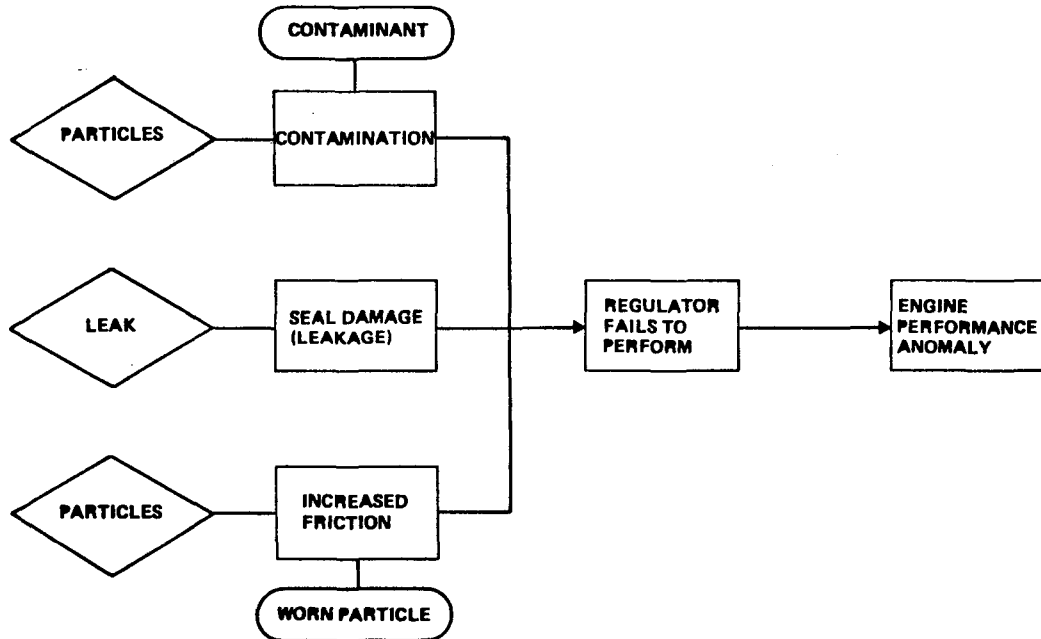 CONTAMINANT
PARTICLES
CONTAMINATION
LEAK
SEAL DAMAGE
(LEAKAGE)
REGULATOR
FAILS TO
PERFORM
ENGINE
PERFORMANCE
ANOMALY
PARTICLES
INCREASED
FRICTION
WORN PARTICLE